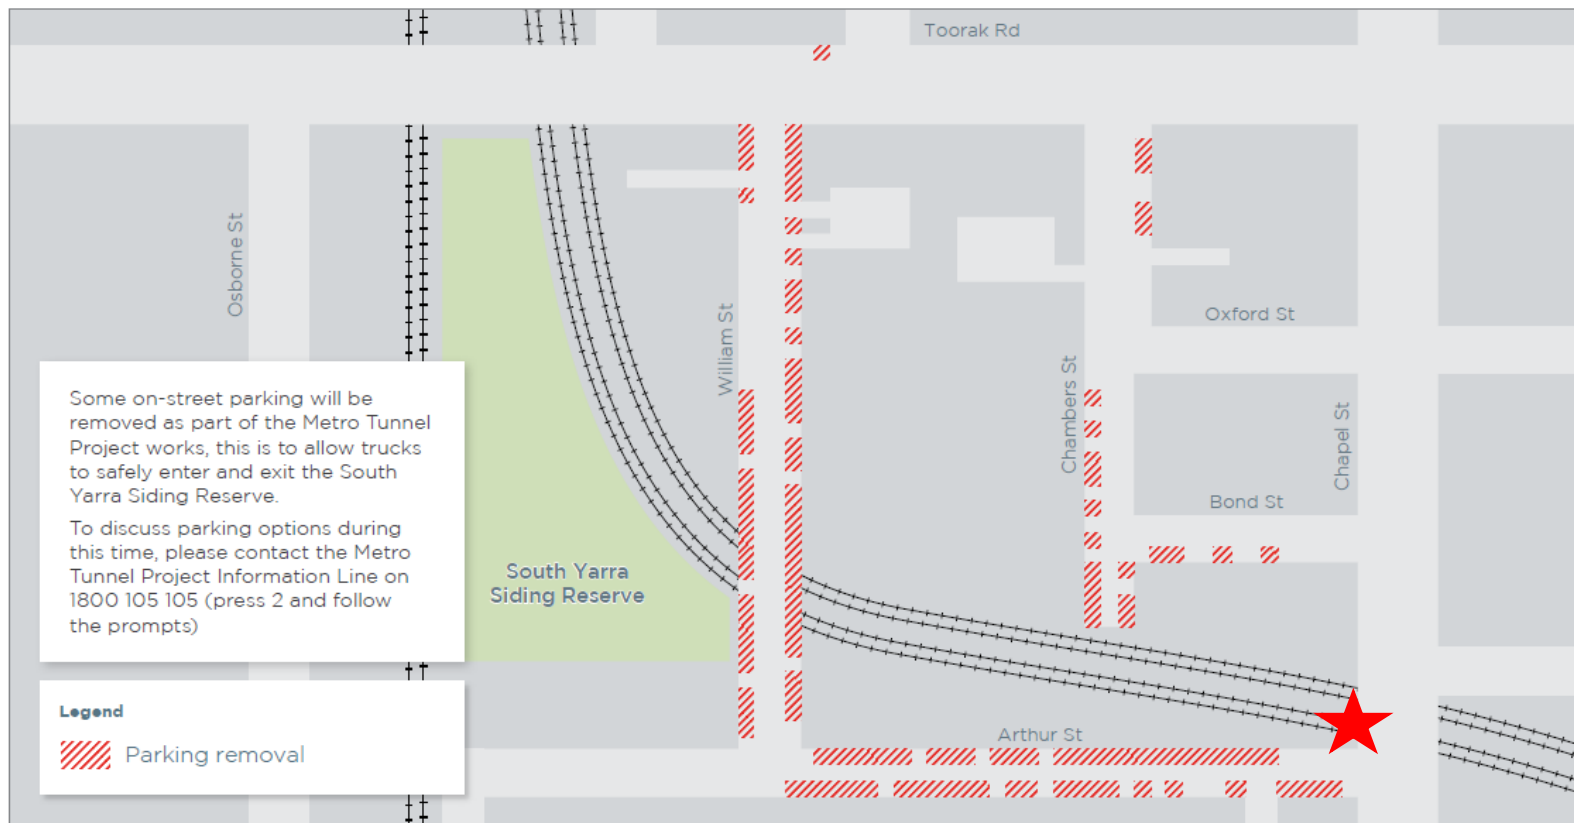 Toorak Rd
Osborne St
William St
Oxford St
Chambers St
Chapel St
Bond St
Some on-street parking will be
removed as part of the Metro Tunnel
Project works, this is to allow trucks
to safely enter and exit the South
Yarra Siding Reserve.
To discuss parking options during
this time, please contact the Metro
Tunnel Project Information Line on
1800 105 105 (press 2 and follow
the prompts)
South Yarra
Siding Reserve
Legend
Parking removal
Arthur St